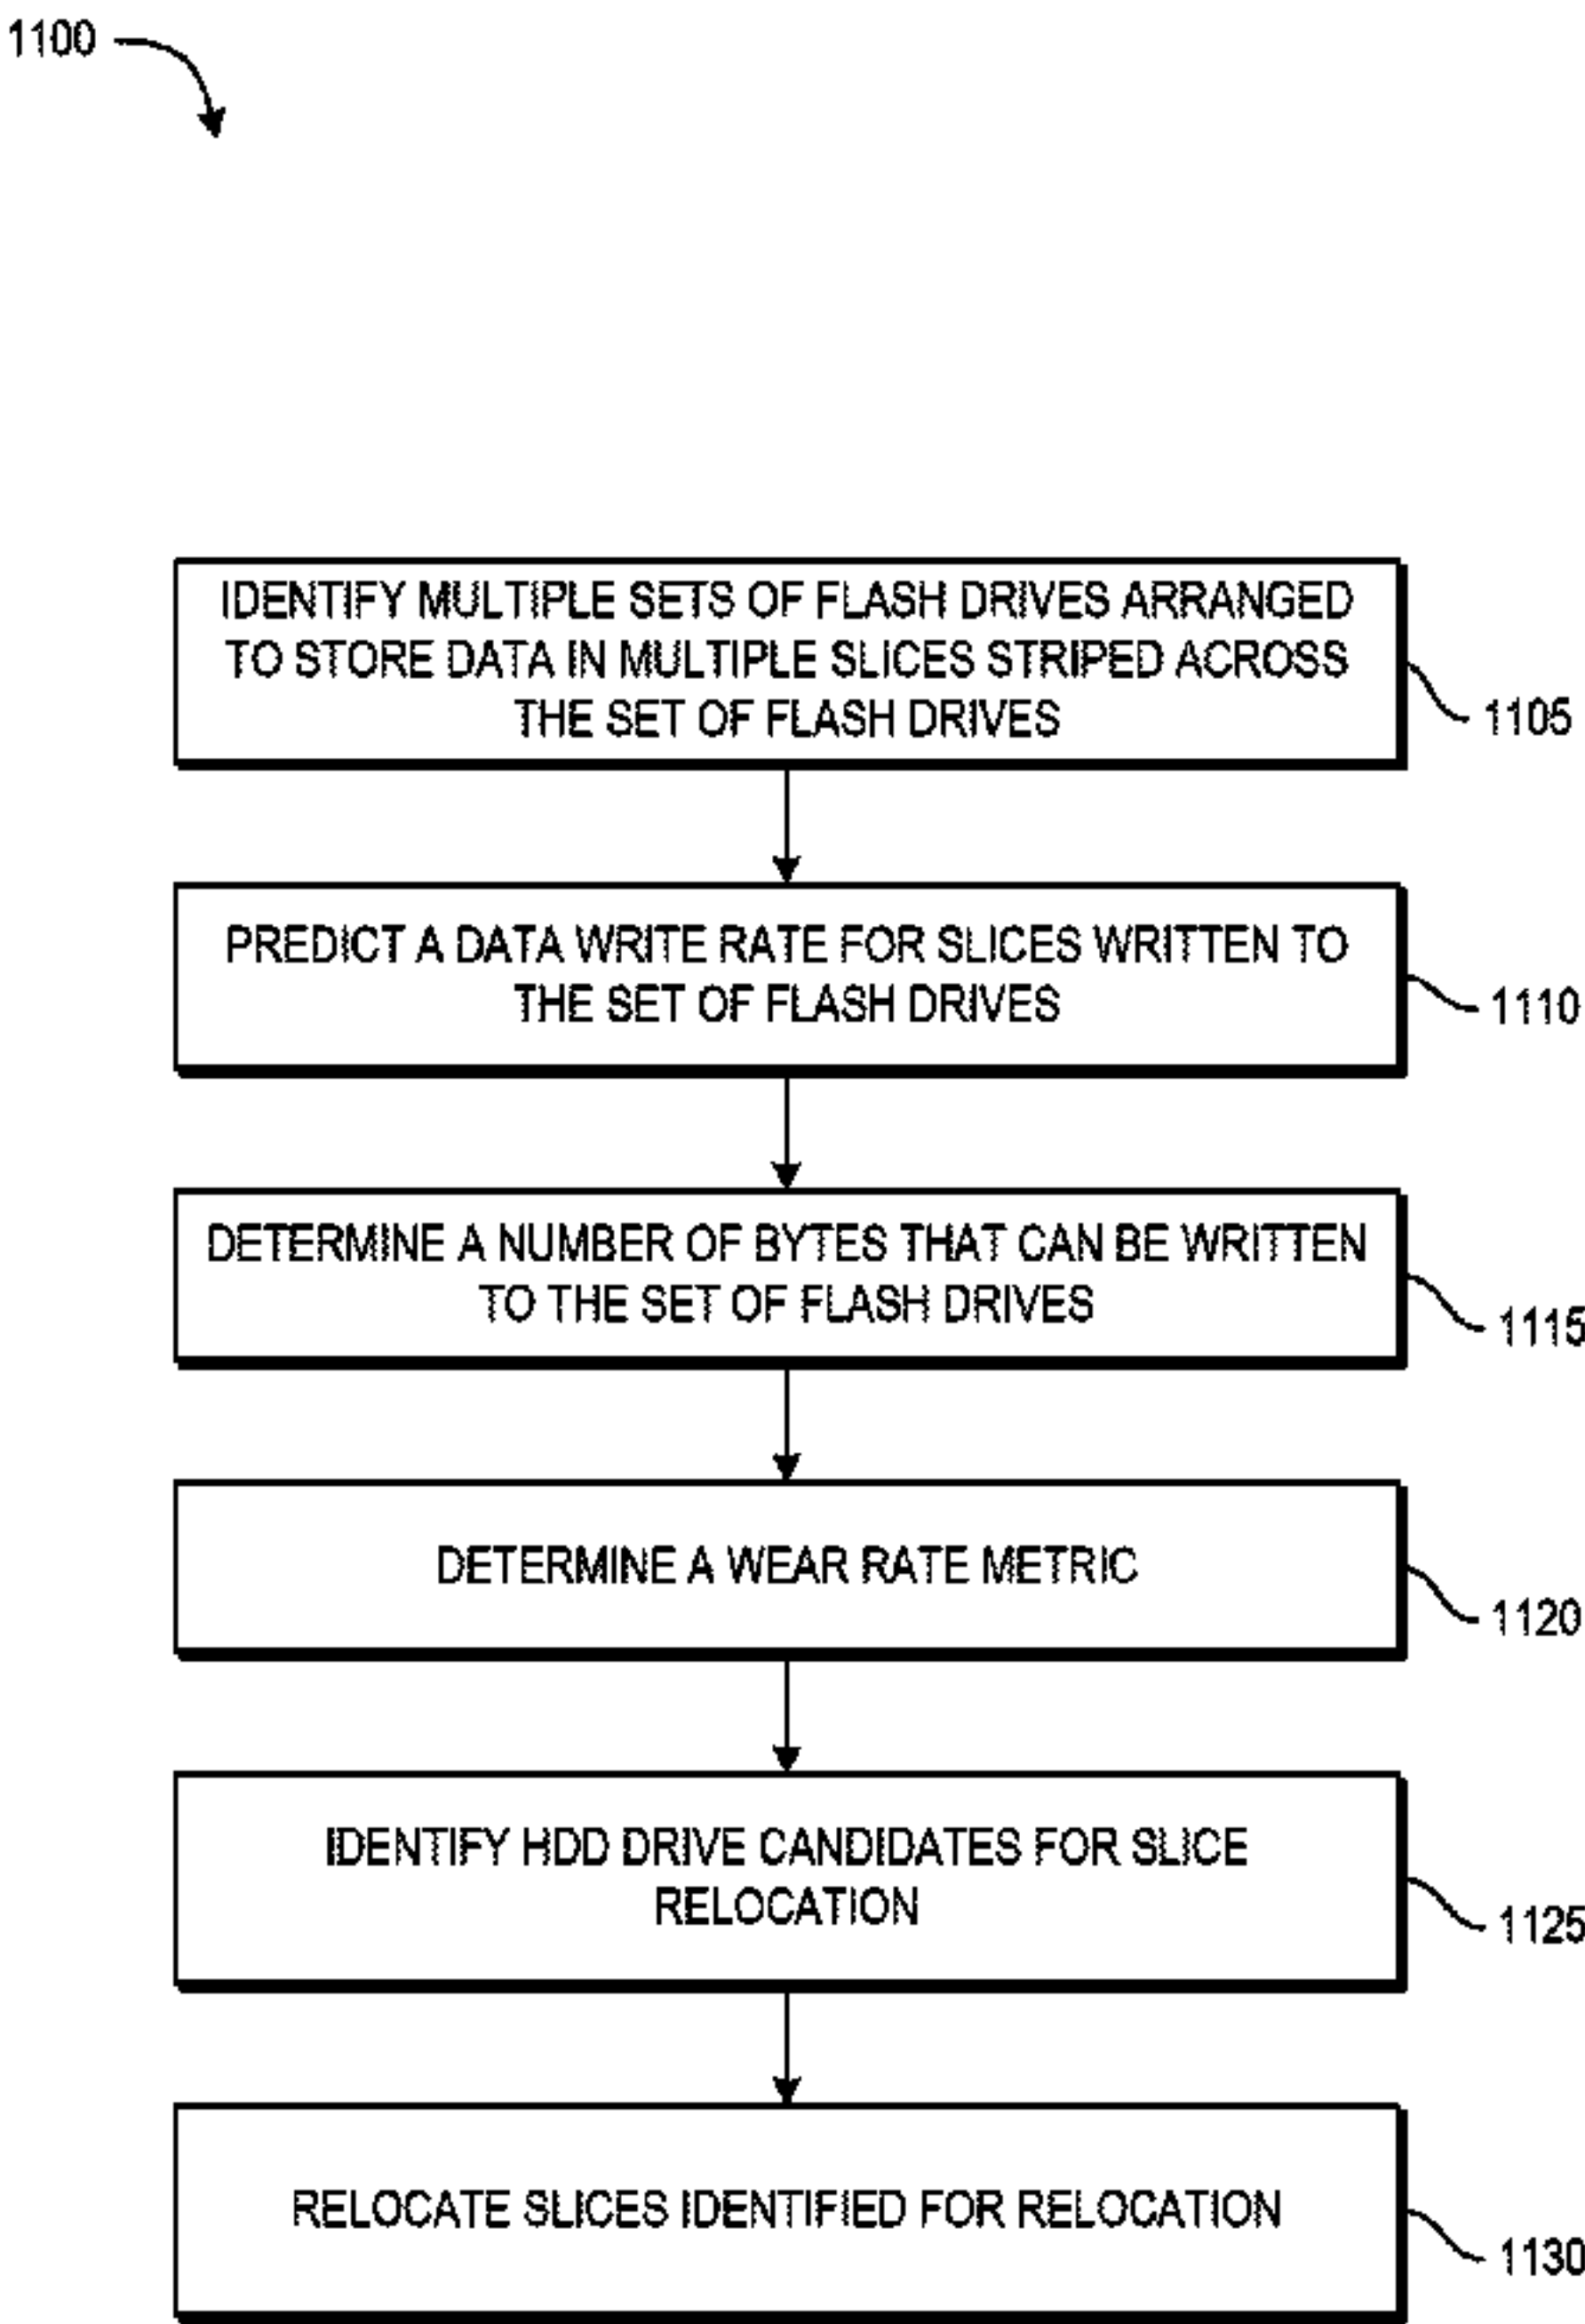 1100
IDENTIFY MULTIPLE SETS OF FLASH DRIVES ARRANGED
TO STORE DATA IN MULTIPLE SLICES STRIPED ACROSS
THE SET OF FLASH DRIVES
1105
PREDICT A DATA WRITE RATE FOR SLICES WRITTEN TO
THE SET OF FLASH DRIVES
1110
DETERMINE A NUMBER OF BYTES THAT CAN BE WRITTEN
TO THE SET OF FLASH DRIVES
1115
DETERMINE A WEAR RATE METRIC
1120
IDENTIFY HDD DRIVE CANDIDATES FOR SLICE
RELOCATION
1125
RELOCATE SLICES IDENTIFIED FOR RELOCATION
1130